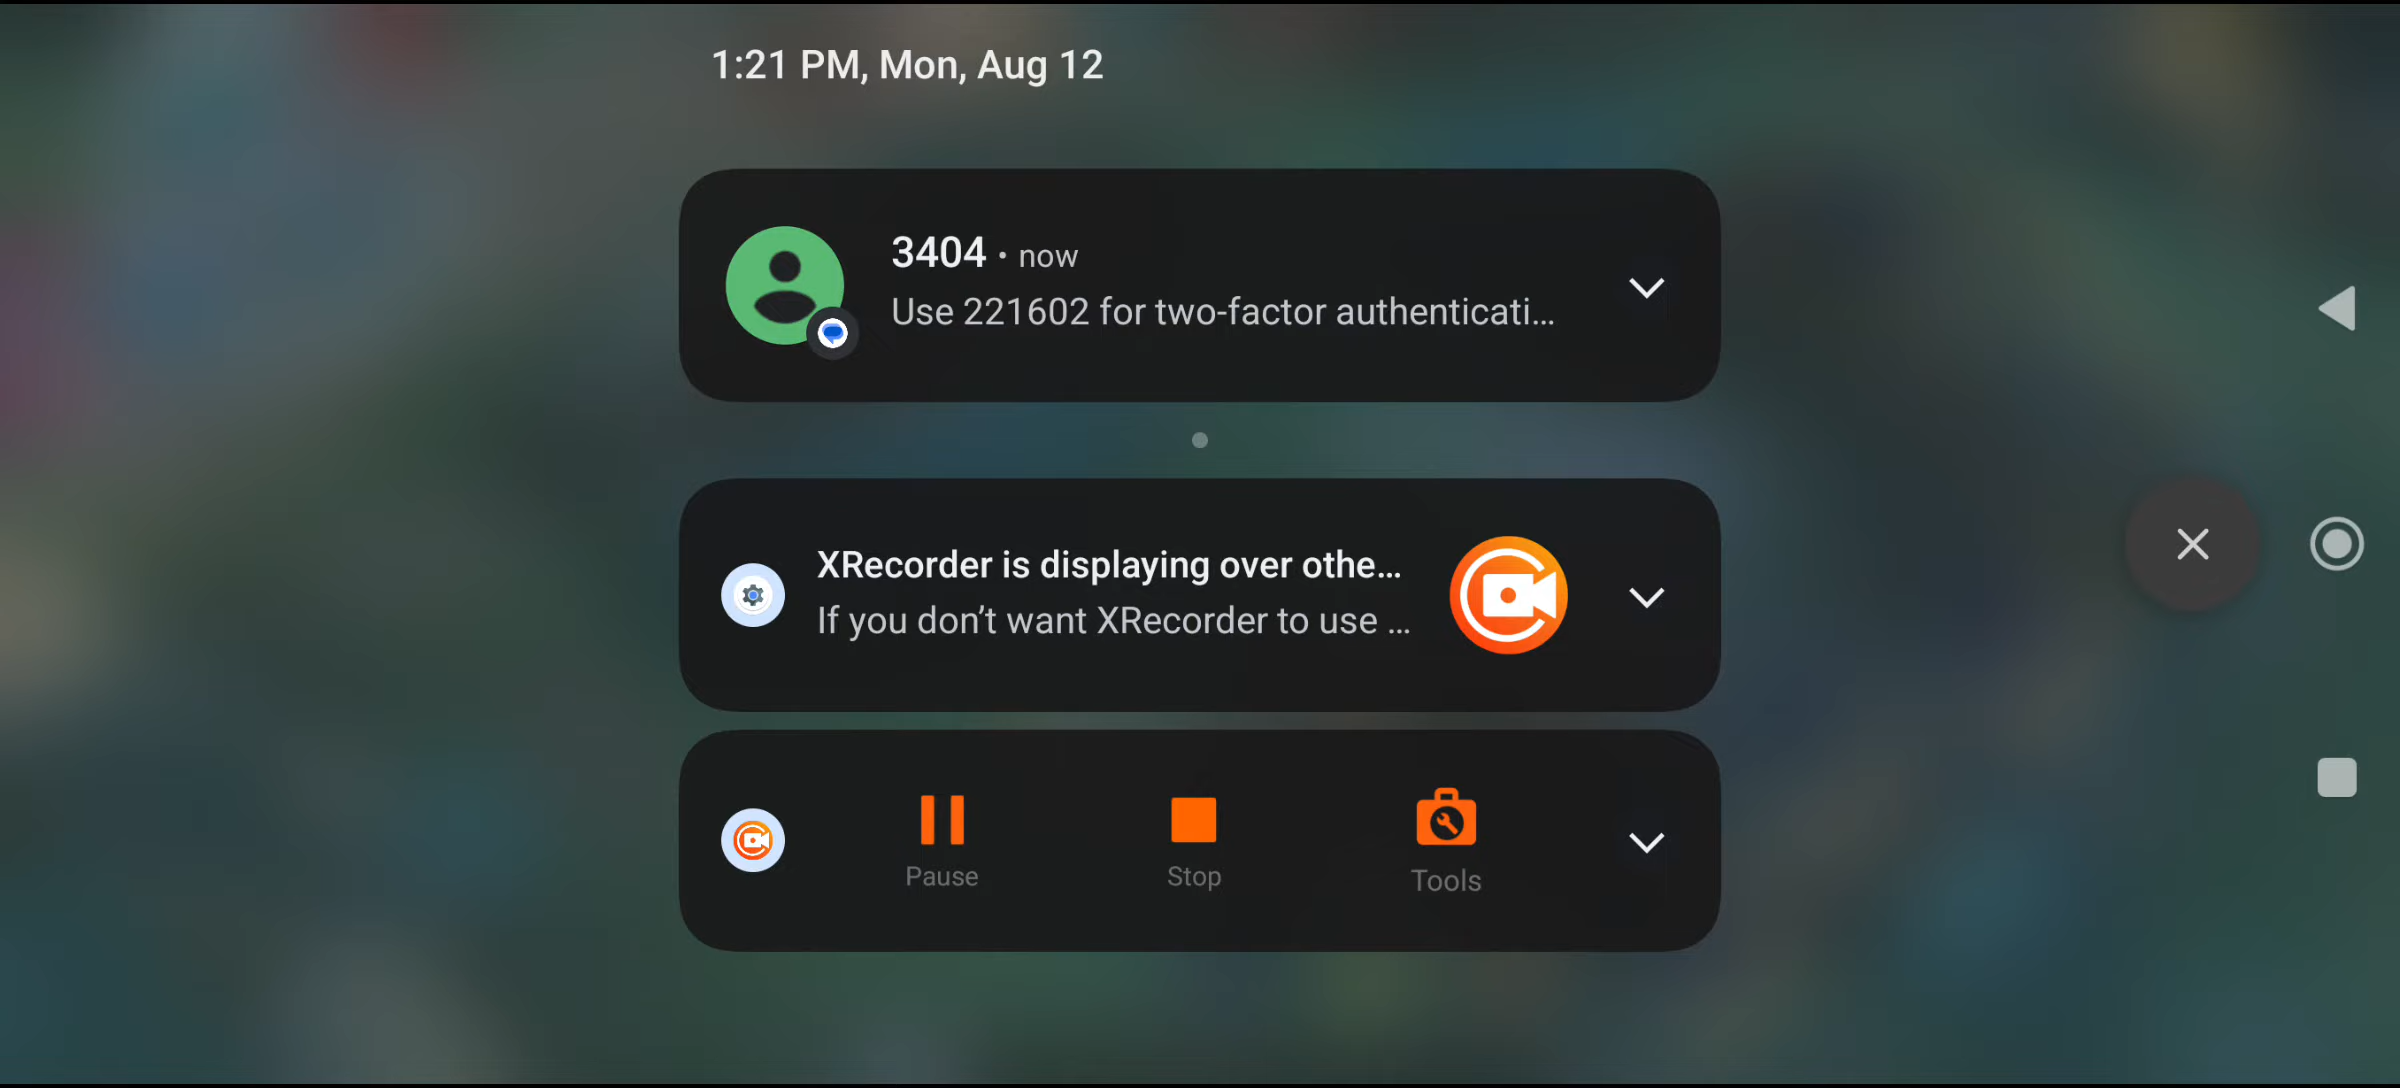 1:21 PM, Mon, Aug 12
3404 • now
Use 221602 for two-factor authenticati...
XRecorder is displaying over othe...
If you don’t want XRecorder to use ...
Pause
Stop
Tools